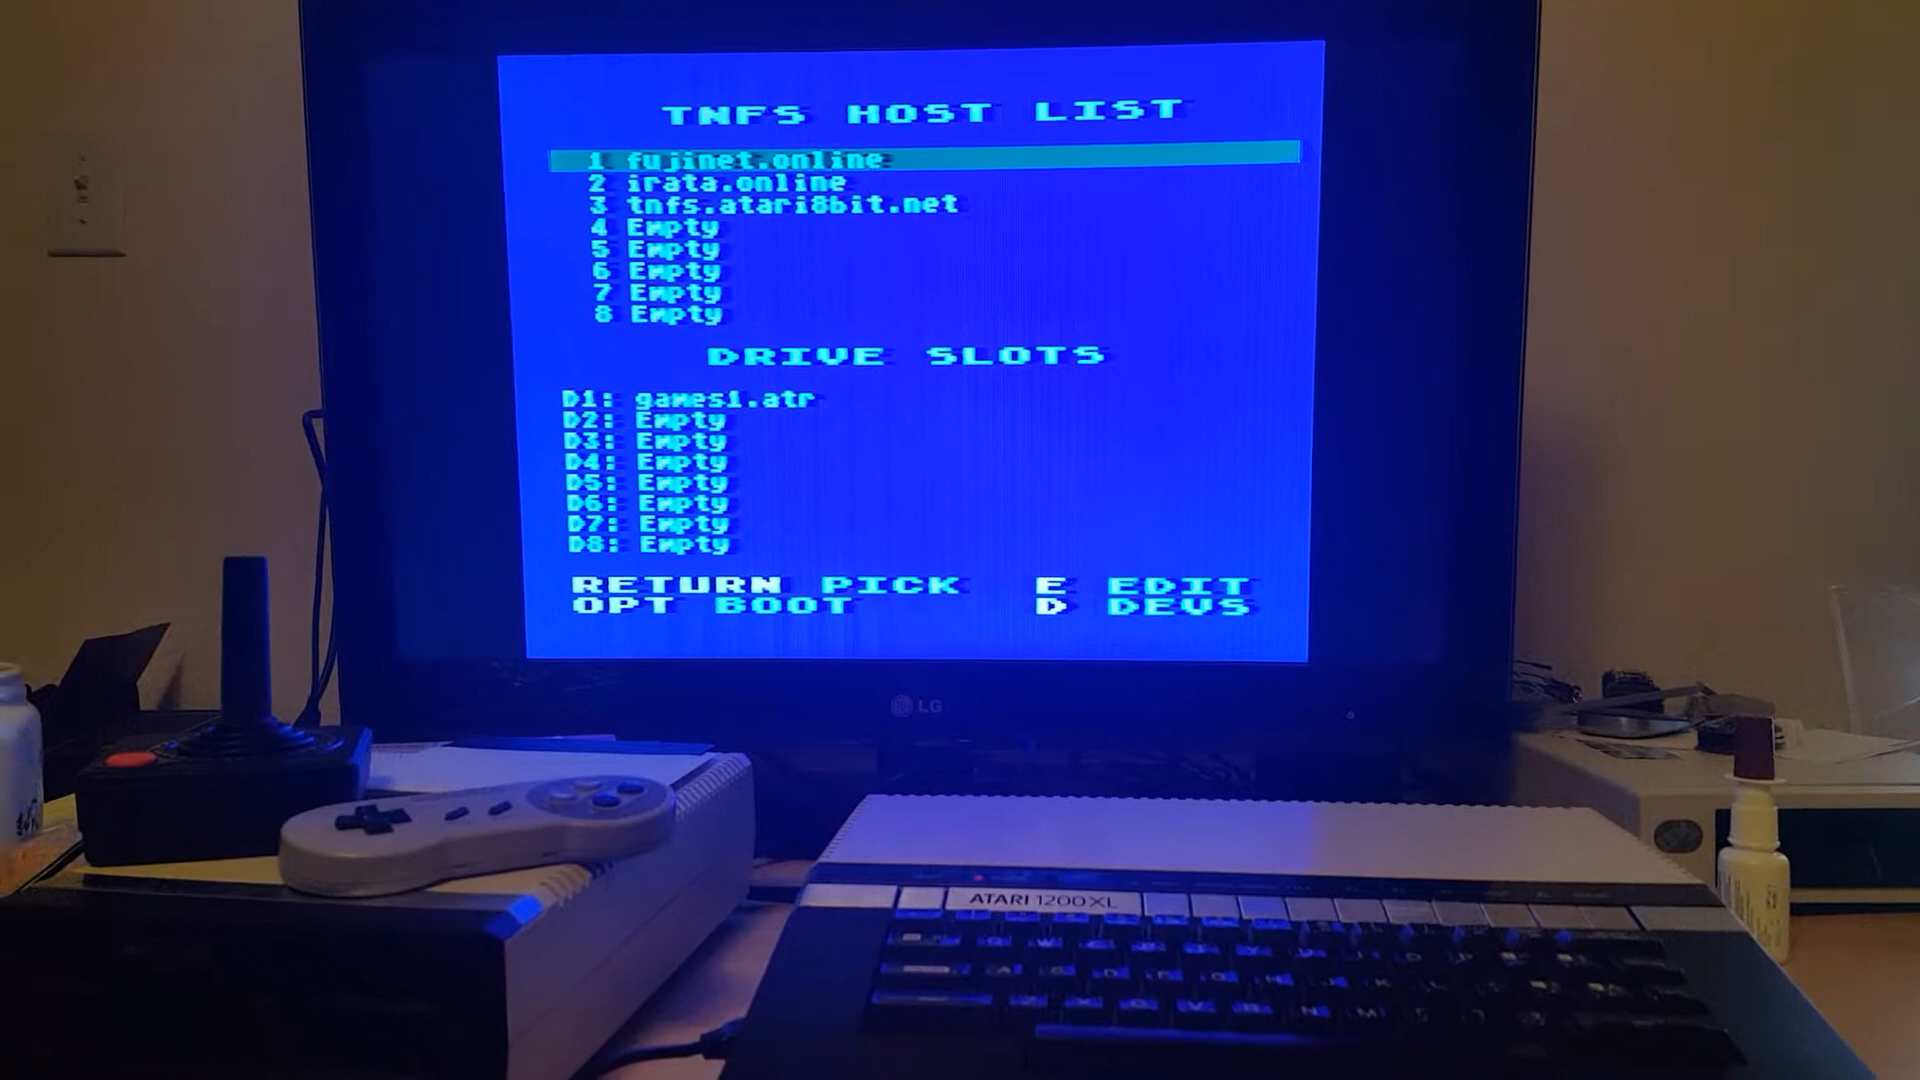 TNFS HOST LIST
1 fujinet.online
2 irata.online
3 tnfs.atari8bit.net
4 Empty
5 Empty
6 Empty
7 Empty
8 Empty
DRIVE SLOTS
D1: games1.atr
D2: Empty
D3: Empty
D4: Empty
D5: Empty
D6: Empty
D7: Empty
D8: Empty
RETURN PICK E EDIT
OPT BOOT D DEVS
LG
ATARI 1200XL